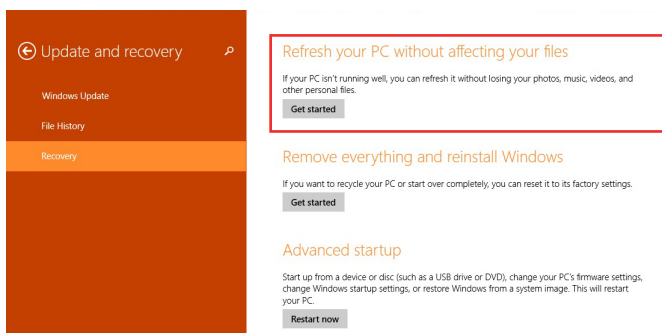 Update and recovery
Windows Update
File History
Recovery
Refresh your PC without affecting your files
If your PC isn't running well, you can refresh it without losing your photos, music, videos, and
other personal files.
Get started
Remove everything and reinstall Windows
If you want to recycle your PC or start over completely, you can reset it to its factory settings.
Get started
Advanced startup
Start up from a device or disc (such as a USB drive or DVD), change your PC's firmware settings,
change Windows startup settings, or restore Windows from a system image. This will restart
your PC.
Restart now